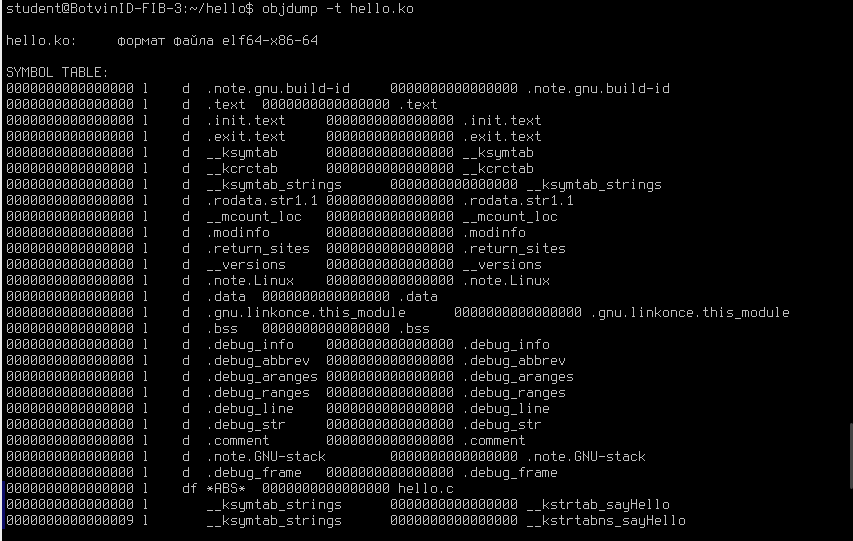 student@BotvinID-FIB-3:~/hello$ objdump -t hello.ko
hello.ko:     формат файла elf64-x86-64
SYMBOL TABLE:
0000000000000000 l    d  .note.gnu.build-id     0000000000000000 .note.gnu.build-id
0000000000000000 l    d  .text  0000000000000000 .text
0000000000000000 l    d  .init.text     0000000000000000 .init.text
0000000000000000 l    d  .exit.text     0000000000000000 .exit.text
0000000000000000 l    d  __ksymtab      0000000000000000 __ksymtab
0000000000000000 l    d  __kcrctab      0000000000000000 __kcrctab
0000000000000000 l    d  __ksymtab_strings      0000000000000000 __ksymtab_strings
0000000000000000 l    d  .rodata.str1.1 0000000000000000 .rodata.str1.1
0000000000000000 l    d  __mcount_loc   0000000000000000 __mcount_loc
0000000000000000 l    d  .modinfo       0000000000000000 .modinfo
0000000000000000 l    d  .return_sites  0000000000000000 .return_sites
0000000000000000 l    d  __versions     0000000000000000 __versions
0000000000000000 l    d  .note.Linux    0000000000000000 .note.Linux
0000000000000000 l    d  .data  0000000000000000 .data
0000000000000000 l    d  .gnu.linkonce.this_module      0000000000000000 .gnu.linkonce.this_module
0000000000000000 l    d  .bss   0000000000000000 .bss
0000000000000000 l    d  .debug_info    0000000000000000 .debug_info
0000000000000000 l    d  .debug_abbrev  0000000000000000 .debug_abbrev
0000000000000000 l    d  .debug_aranges 0000000000000000 .debug_aranges
0000000000000000 l    d  .debug_ranges  0000000000000000 .debug_ranges
0000000000000000 l    d  .debug_line    0000000000000000 .debug_line
0000000000000000 l    d  .debug_str     0000000000000000 .debug_str
0000000000000000 l    d  .comment       0000000000000000 .comment
0000000000000000 l    d  .note.GNU-stack        0000000000000000 .note.GNU-stack
0000000000000000 l    d  .debug_frame   0000000000000000 .debug_frame
0000000000000000 l    df *ABS*  0000000000000000 hello.c
0000000000000000 l       __ksymtab_strings      0000000000000000 __kstrtab_sayHello
0000000000000009 l       __ksymtab_strings      0000000000000000 __kstrtabns_sayHello